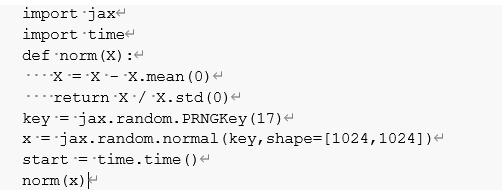 import jax
import time
def norm(X):
    X = X - X.mean(0)
    return X / X.std(0)
key = jax.random.PRNGKey(17)
x = jax.random.normal(key,shape=[1024,1024])
start = time.time()
norm(x)